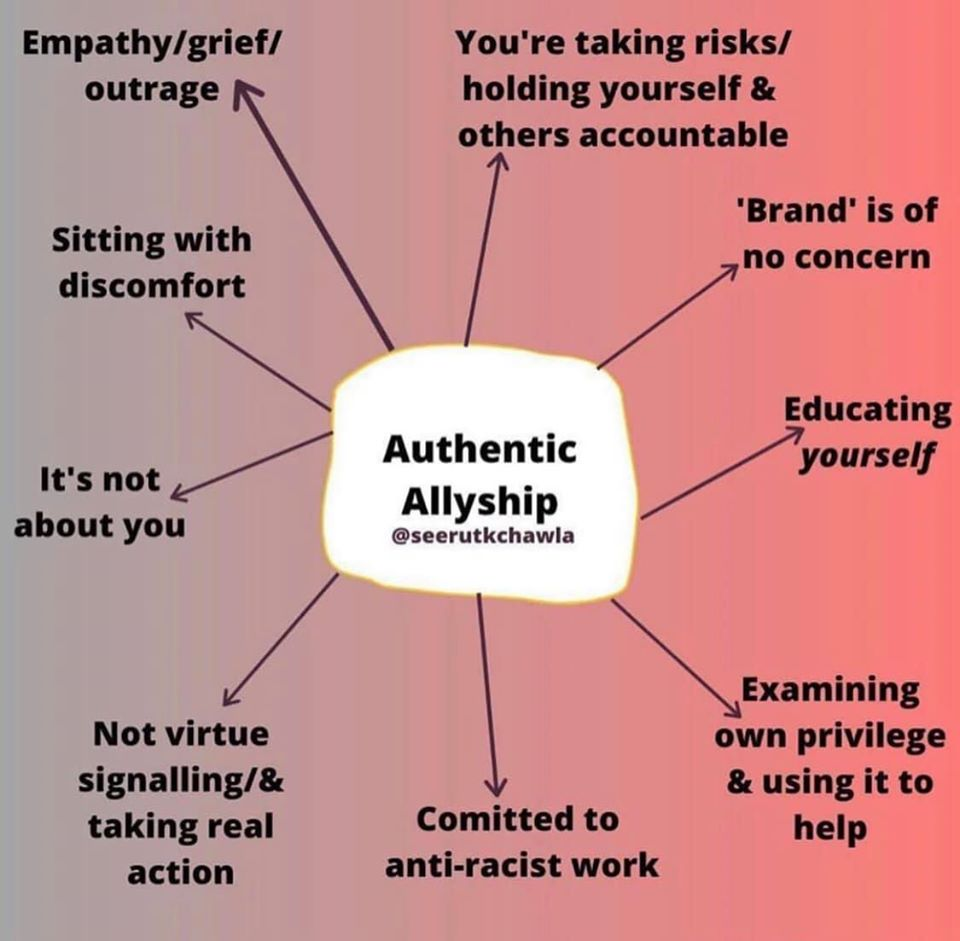 Empathy/grief/
outrage
You're taking risks/
holding yourself &
others accountable
'Brand' is of
no concern
Sitting with
discomfort
Educating
yourself
It's not
about you
Authentic
Allyship
@seerutkchawla
Examining
own privilege
& using it to
help
Not virtue
signalling/&
taking real
action
Comitted to
anti-racist work